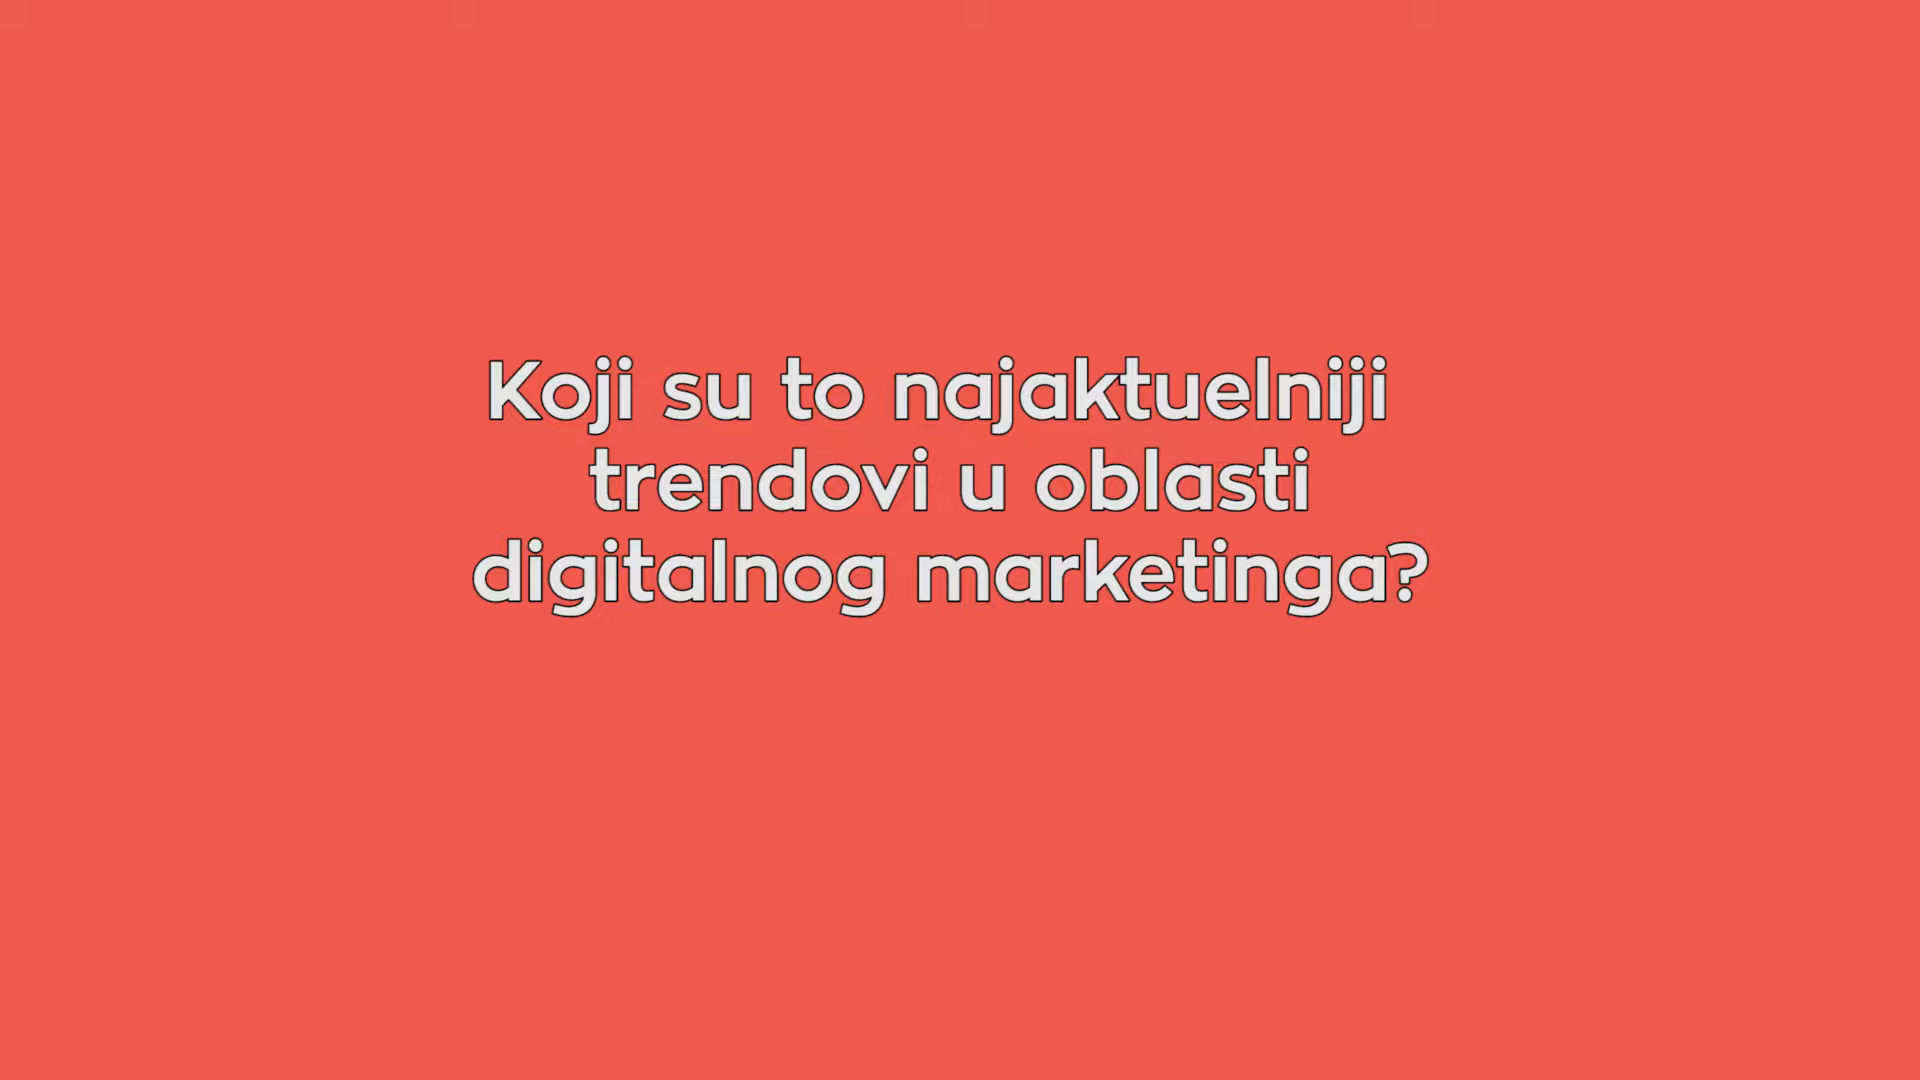 Koji su to najaktuelniji
trendovi u oblasti
digitalnog marketinga?